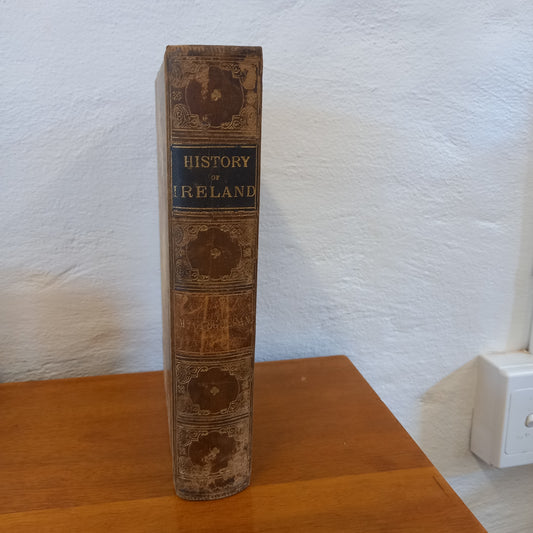 HISTORY
OF
IRELAND